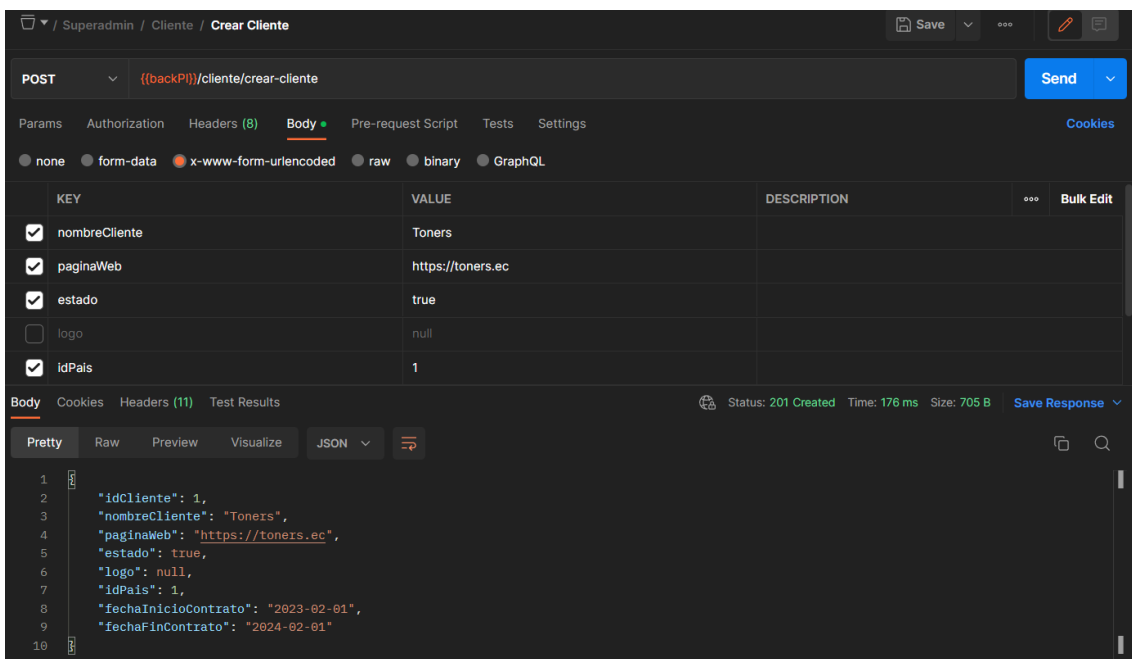 / Superadmin / Cliente / Crear Cliente
Save
POST {{backPI}}/cliente/crear-cliente Send
Params Authorization Headers (8) Body Pre-request Script Tests Settings Cookies
none form-data x-www-form-urlencoded raw binary GraphQL
KEY VALUE DESCRIPTION Bulk Edit
nombreCliente Toners
paginaWeb https://toners.ec
estado true
logo null
idPais 1
Body Cookies Headers (11) Test Results Status: 201 Created Time: 176 ms Size: 705 B Save Response
Pretty Raw Preview Visualize JSON
1 {
2 "idCliente": 1,
3 "nombreCliente": "Toners",
4 "paginaWeb": "https://toners.ec",
5 "estado": true,
6 "logo": null,
7 "idPais": 1,
8 "fechaInicioContrato": "2023-02-01",
9 "fechaFinContrato": "2024-02-01"
10 }